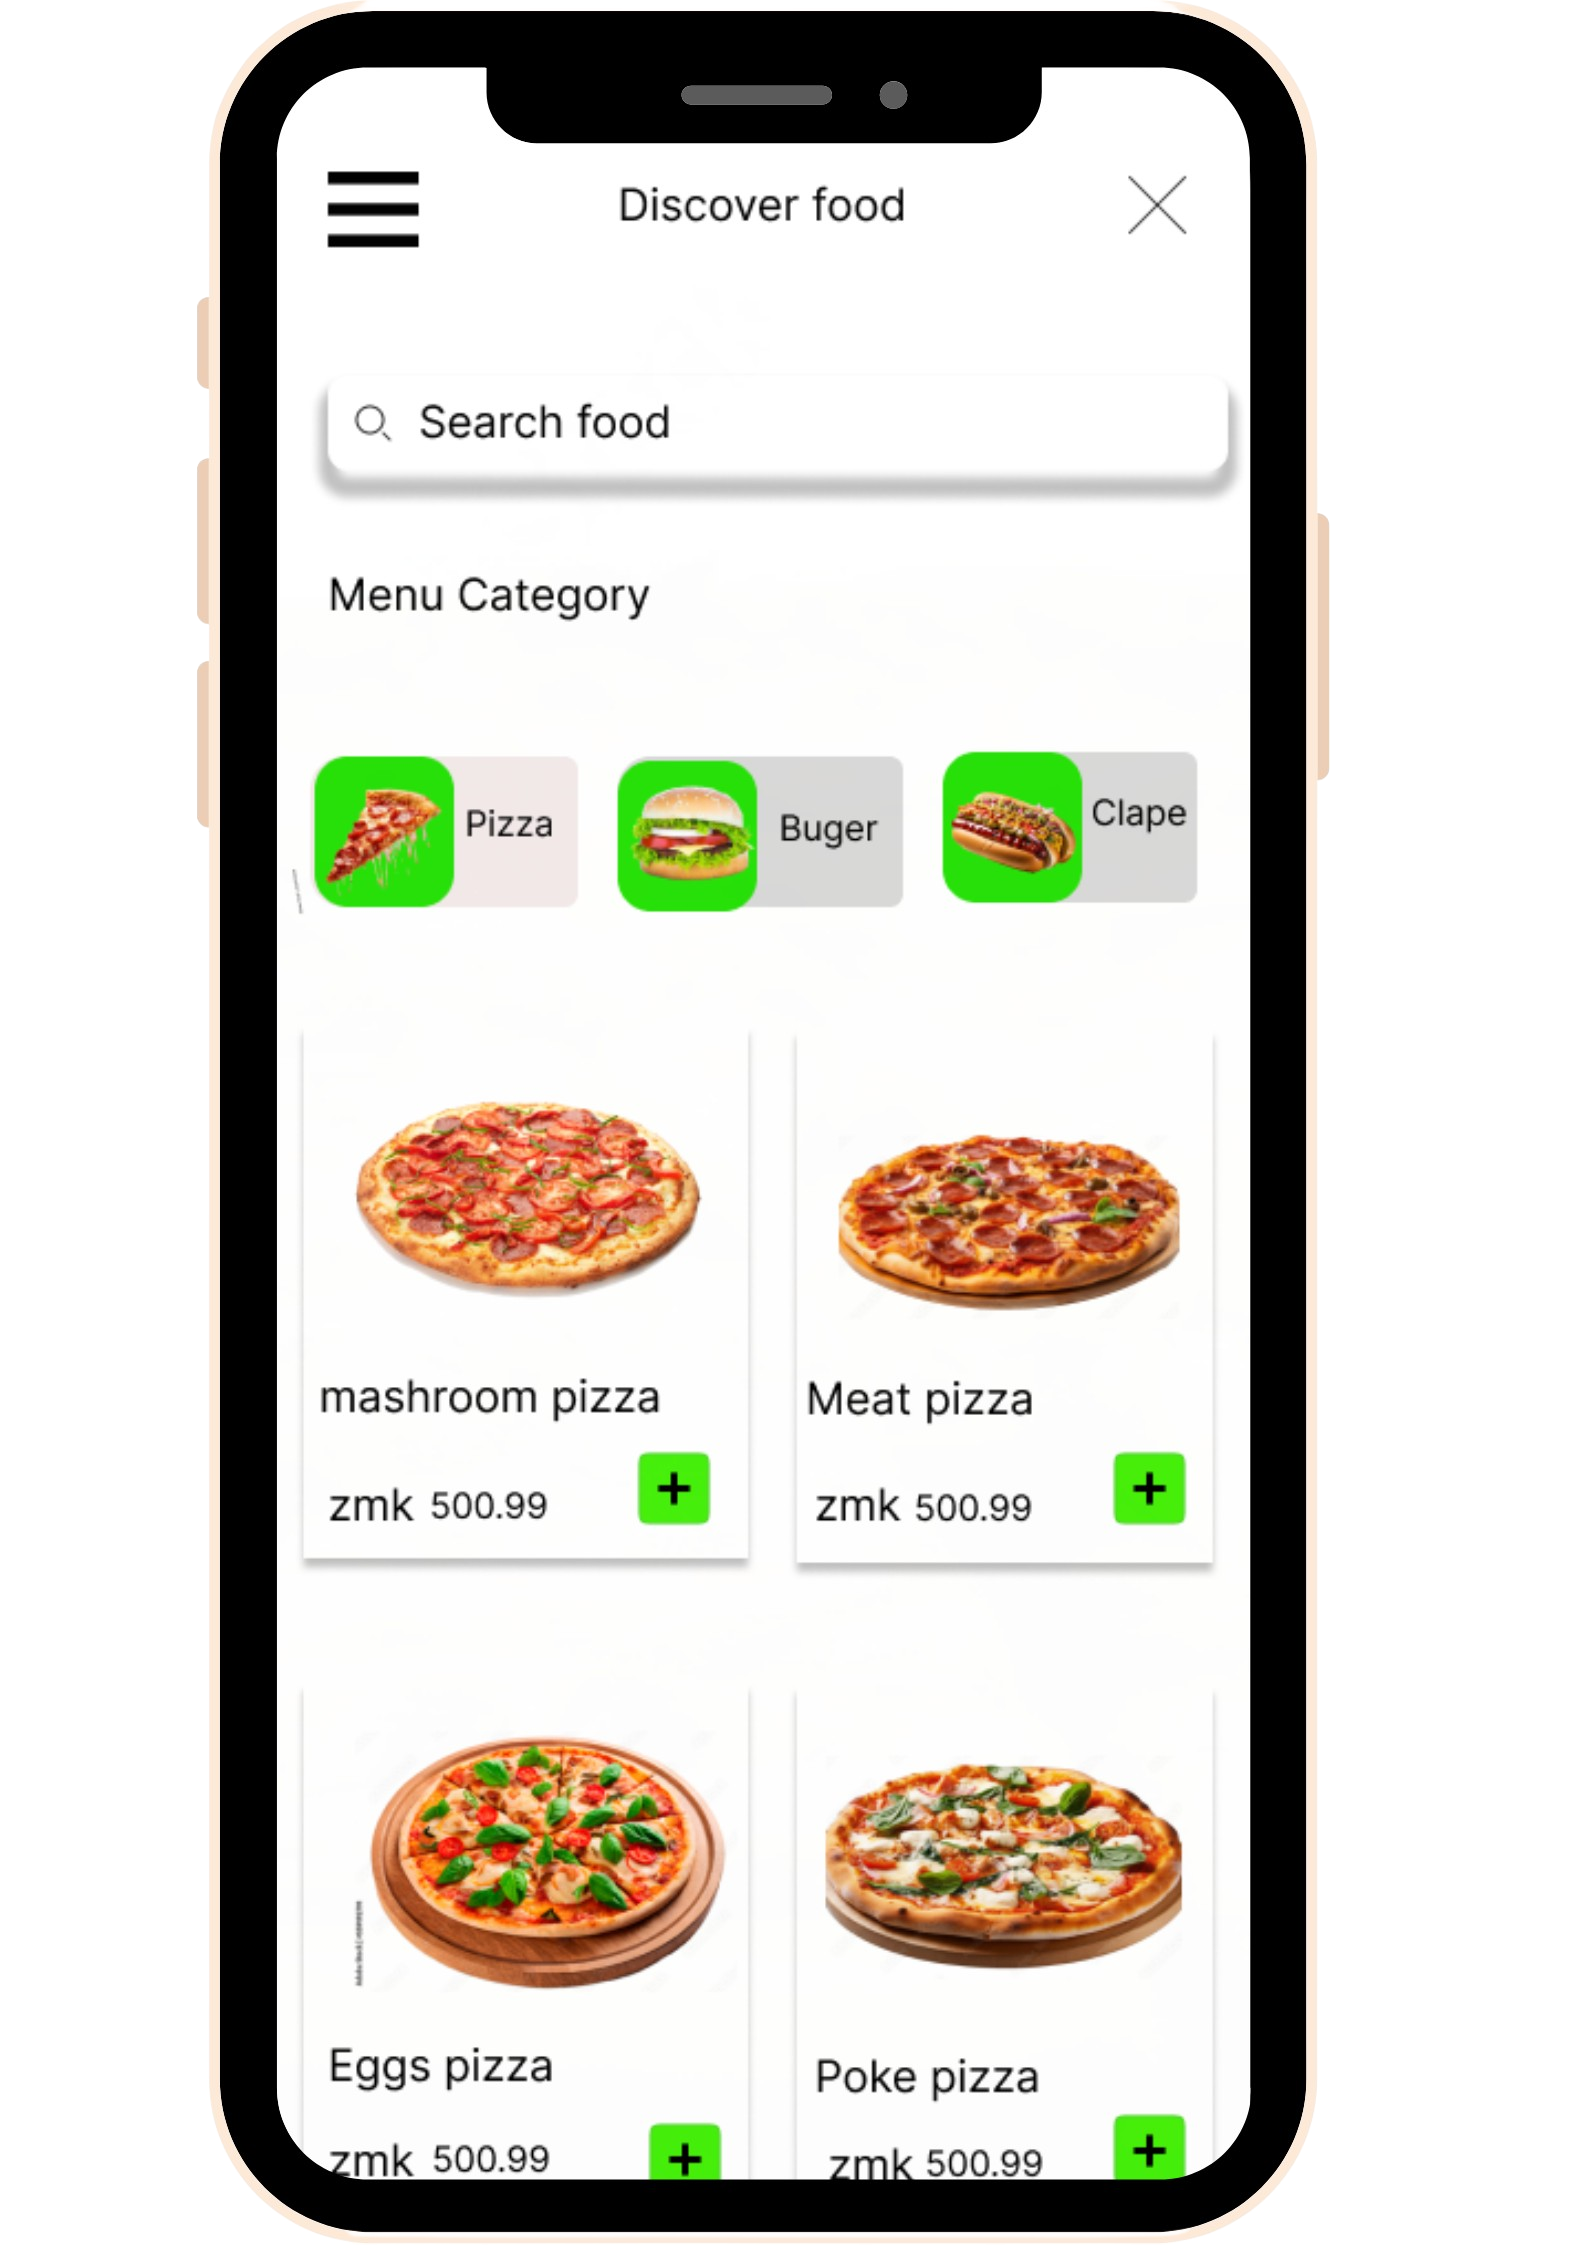 Discover food
Search food
Menu Category
Pizza
Buger
Clape
mashroom pizza
Meat pizza
zmk 500.99
zmk 500.99
Eggs pizza
Poke pizza
zmk 500.99
zmk 500.99